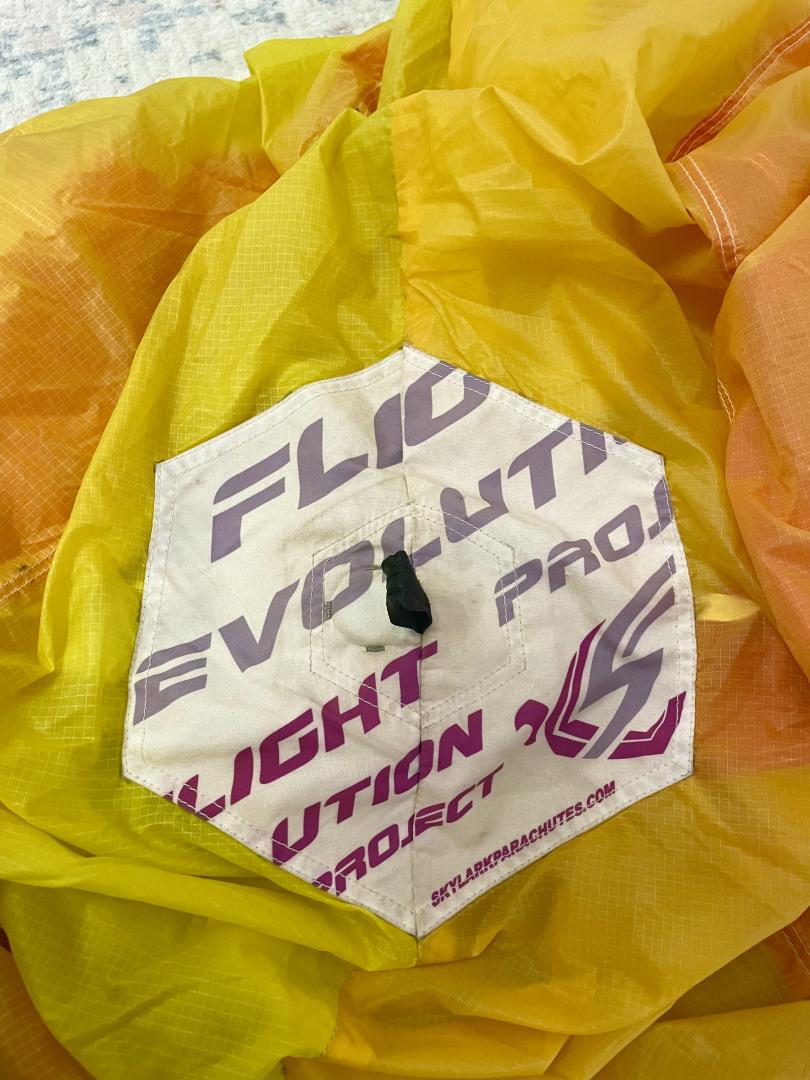 FLIG
EVOLUTI
PROJ
LIGHT
UTION
PROJECT
SKYLARKPARACHUTES.COM